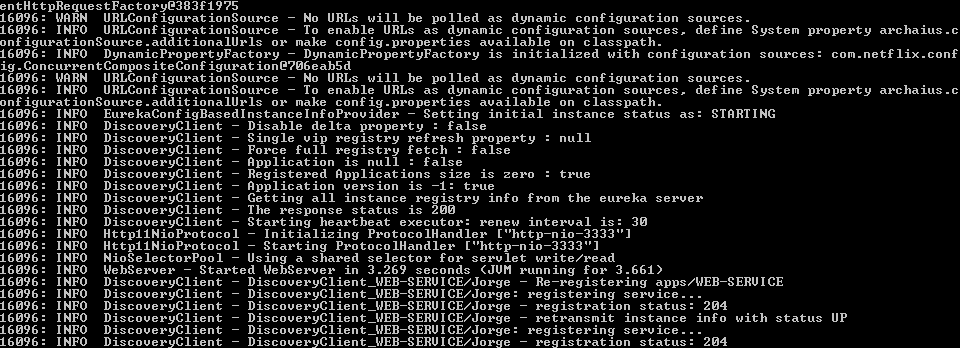 entHttpRequestFactory@383f1975
16096: WARN  URLConfigurationSource - No URLs will be polled as dynamic configuration sources.
16096: INFO  URLConfigurationSource - To enable URLs as dynamic configuration sources, define System property archaius.c
onfigurationSource.additionalUrls or make config.properties available on classpath.
16096: INFO  DynamicPropertyFactory - DynamicPropertyFactory is initialized with configuration sources: com.netflix.conf
ig.ConcurrentCompositeConfiguration@706eab5d
16096: WARN  URLConfigurationSource - No URLs will be polled as dynamic configuration sources.
16096: INFO  URLConfigurationSource - To enable URLs as dynamic configuration sources, define System property archaius.c
onfigurationSource.additionalUrls or make config.properties available on classpath.
16096: INFO  EurekaConfigBasedInstanceInfoProvider - Setting initial instance status as: STARTING
16096: INFO  DiscoveryClient - Disable delta property : false
16096: INFO  DiscoveryClient - Single vip registry refresh property : null
16096: INFO  DiscoveryClient - Force full registry fetch : false
16096: INFO  DiscoveryClient - Application is null : false
16096: INFO  DiscoveryClient - Registered Applications size is zero : true
16096: INFO  DiscoveryClient - Application version is -1: true
16096: INFO  DiscoveryClient - Getting all instance registry info from the eureka server
16096: INFO  DiscoveryClient - The response status is 200
16096: INFO  DiscoveryClient - Starting heartbeat executor: renew interval is: 30
16096: INFO  Http11NioProtocol - Initializing ProtocolHandler ["http-nio-3333"]
16096: INFO  Http11NioProtocol - Starting ProtocolHandler ["http-nio-3333"]
16096: INFO  NioSelectorPool - Using a shared selector for servlet write/read
16096: INFO  WebServer - Started WebServer in 3.269 seconds (JVM running for 3.661)
16096: INFO  DiscoveryClient - DiscoveryClient_WEB-SERVICE/Jorge - Re-registering apps/WEB-SERVICE
16096: INFO  DiscoveryClient - DiscoveryClient_WEB-SERVICE/Jorge: registering service...
16096: INFO  DiscoveryClient - DiscoveryClient_WEB-SERVICE/Jorge - registration status: 204
16096: INFO  DiscoveryClient - DiscoveryClient_WEB-SERVICE/Jorge - retransmit instance info with status UP
16096: INFO  DiscoveryClient - DiscoveryClient_WEB-SERVICE/Jorge: registering service...
16096: INFO  DiscoveryClient - DiscoveryClient_WEB-SERVICE/Jorge - registration status: 204